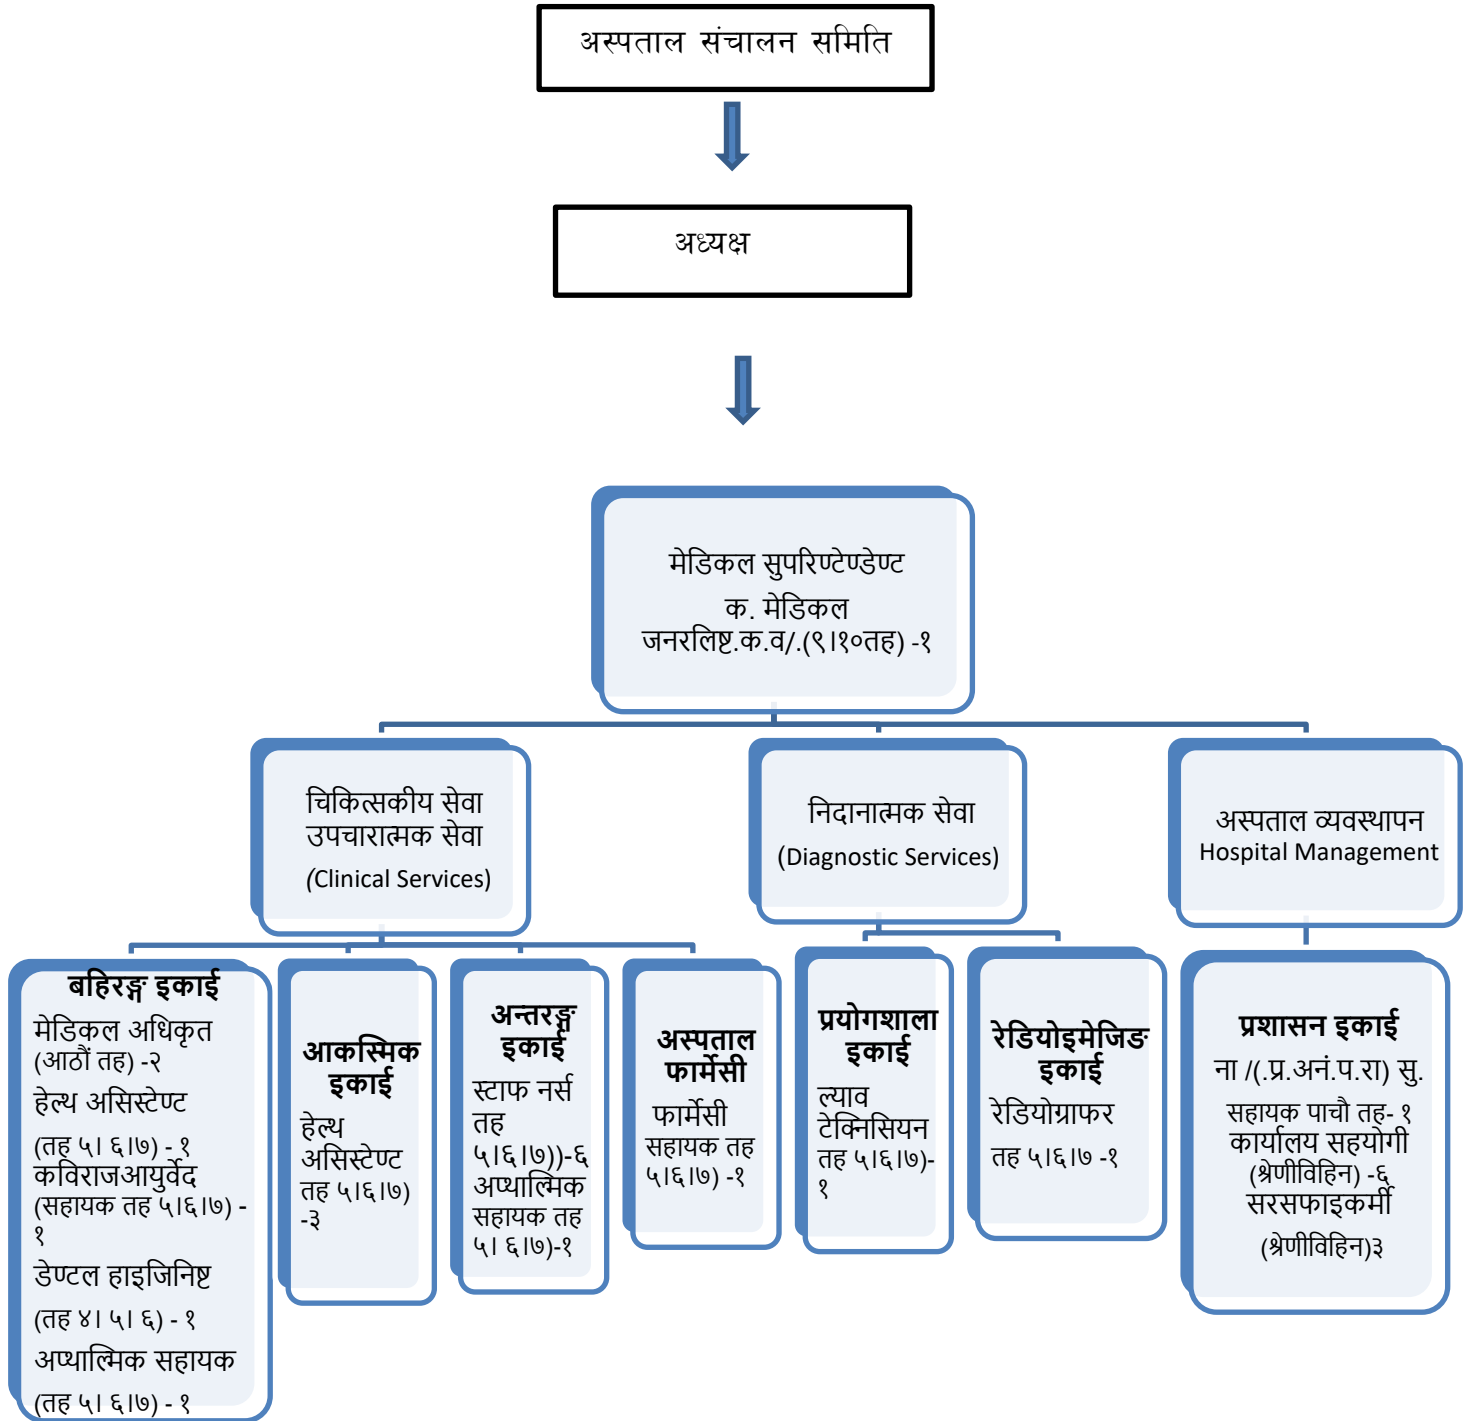 अस्पताल संचालन समिति
अध्यक्ष
मेडिकल सुपरिण्टेण्डेण्ट
क. मेडिकल
जनरलिष्ट.क.व/.(९।१०तह) -१
चिकित्सकीय सेवा
उपचारात्मक सेवा
(Clinical Services)
निदानात्मक सेवा
(Diagnostic Services)
अस्पताल व्यवस्थापन
Hospital Management
बहिरङ्ग इकाई
मेडिकल अधिकृत
(आठौं तह) -२
हेल्थ असिस्टेण्ट
(तह ५। ६।७) - १
कविराजआयुर्वेद
(सहायक तह ५।६।७) -
१
डेण्टल हाइजिनिष्ट
(तह ४। ५। ६) - १
अप्थाल्मिक सहायक
(तह ५। ६।७) - १
आकस्मिक
इकाई
हेल्थ
असिस्टेण्ट
तह ५।६।७)
-३
अन्तरङ्ग
इकाई
स्टाफ नर्स
तह
५।६।७))-६
अप्थाल्मिक
सहायक तह
५। ६।७)-१
अस्पताल
फार्मेसी
फार्मेसी
सहायक तह
५।६।७) -१
प्रयोगशाला
इकाई
ल्याव
टेक्निसियन
तह ५।६।७)-
१
रेडियोइमेजिङ
इकाई
रेडियोग्राफर
तह ५।६।७ -१
प्रशासन इकाई
ना /(.प्र.अनं.प.रा) सु.
सहायक पाचौ तह- १
कार्यालय सहयोगी
(श्रेणीविहिन) -६
सरसफाइकर्मी
(श्रेणीविहिन)३